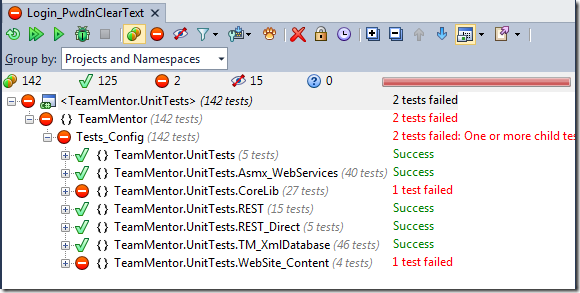 Login_PwdInClearText
Group by: Projects and Namespaces
142 125 2 15 0
<TeamMentor.UnitTests> (142 tests) 2 tests failed
{} TeamMentor (142 tests) 2 tests failed
Tests_Config (142 tests) 2 tests failed: One or more child te
{} TeamMentor.UnitTests (5 tests) Success
{} TeamMentor.UnitTests.Asmx_WebServices (40 tests) Success
{} TeamMentor.UnitTests.CoreLib (27 tests) 1 test failed
{} TeamMentor.UnitTests.REST (15 tests) Success
{} TeamMentor.UnitTests.REST_Direct (5 tests) Success
{} TeamMentor.UnitTests.TM_XmlDatabase (46 tests) Success
{} TeamMentor.UnitTests.WebSite_Content (4 tests) 1 test failed